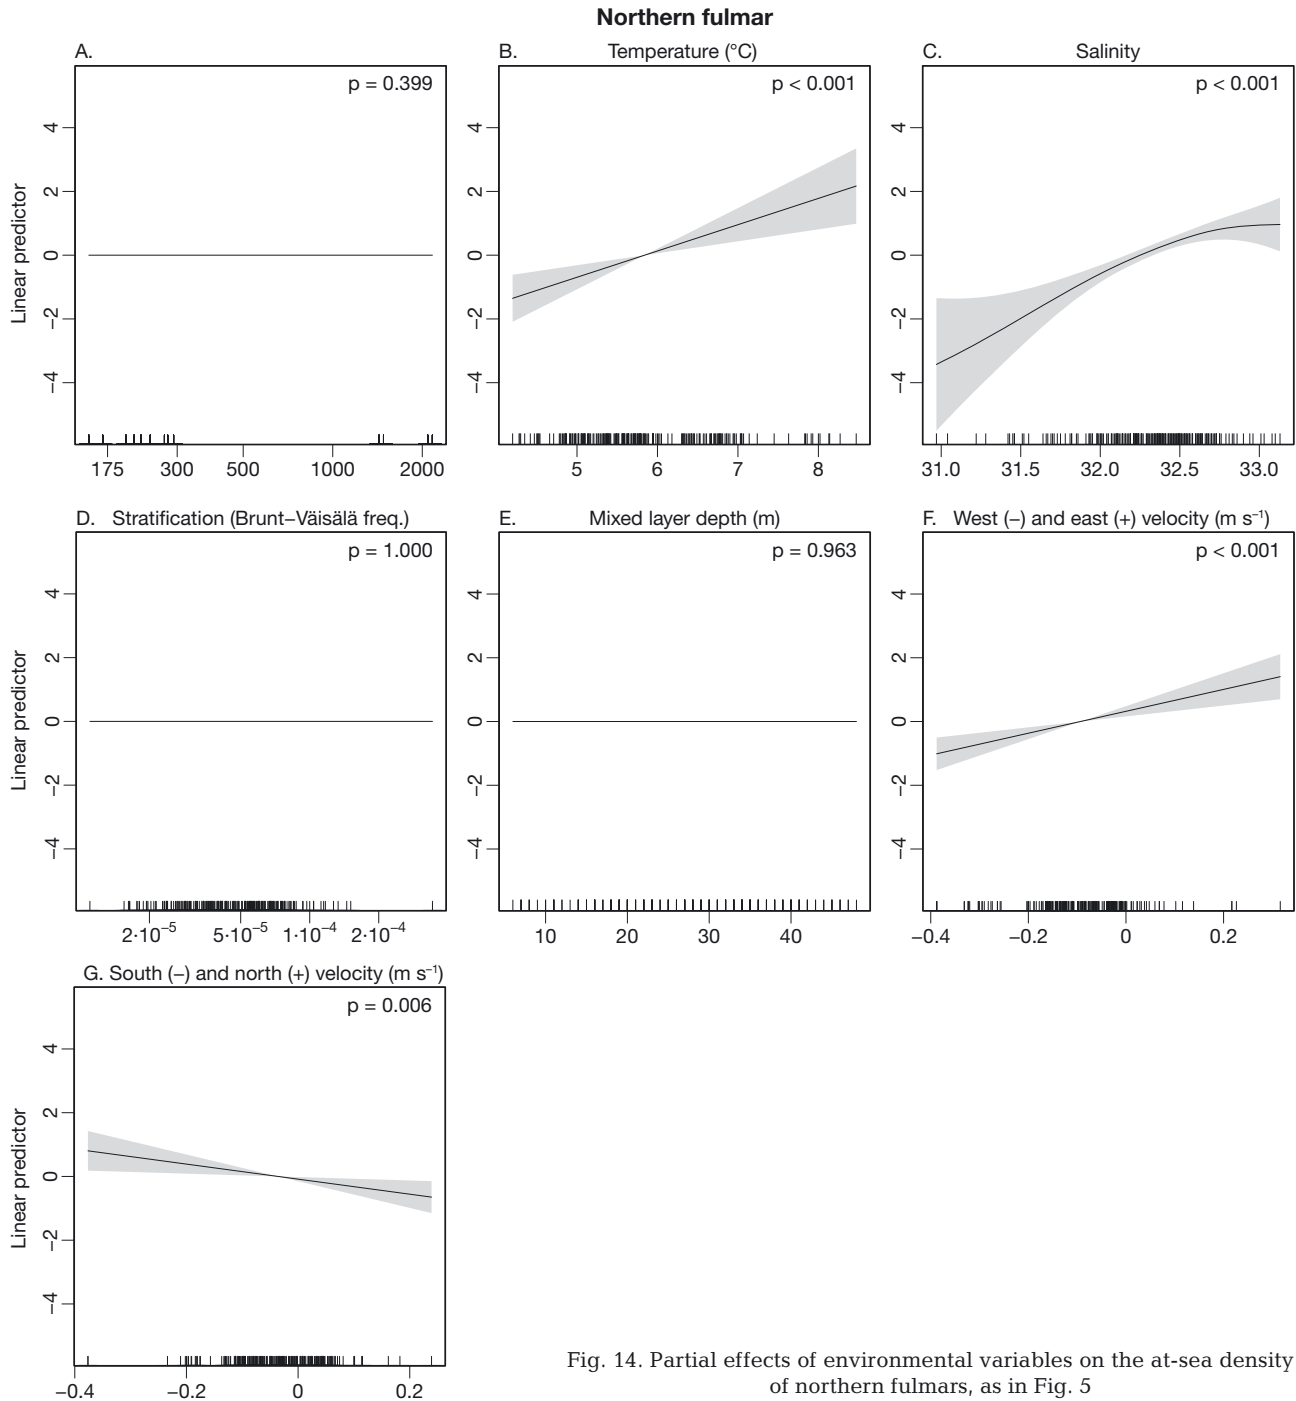 Northern fulmar
A.
p = 0.399
Linear predictor
4
2
0
−2
−4
175 300 500 1000 2000
B. Temperature (°C)
p < 0.001
4
2
0
−2
−4
5 6 7 8
C. Salinity
p < 0.001
4
2
0
−2
−4
31.0 31.5 32.0 32.5 33.0
D. Stratification (Brunt–Väisälä freq.)
p = 1.000
Linear predictor
4
2
0
−2
−4
2·10⁻⁵ 5·10⁻⁵ 1·10⁻⁴ 2·10⁻⁴
E. Mixed layer depth (m)
p = 0.963
4
2
0
−2
−4
10 20 30 40
F. West (–) and east (+) velocity (m s⁻¹)
p < 0.001
4
2
0
−2
−4
−0.4 −0.2 0 0.2
G. South (–) and north (+) velocity (m s⁻¹)
p = 0.006
Linear predictor
4
2
0
−2
−4
−0.4 −0.2 0 0.2
Fig. 14. Partial effects of environmental variables on the at-sea density
of northern fulmars, as in Fig. 5